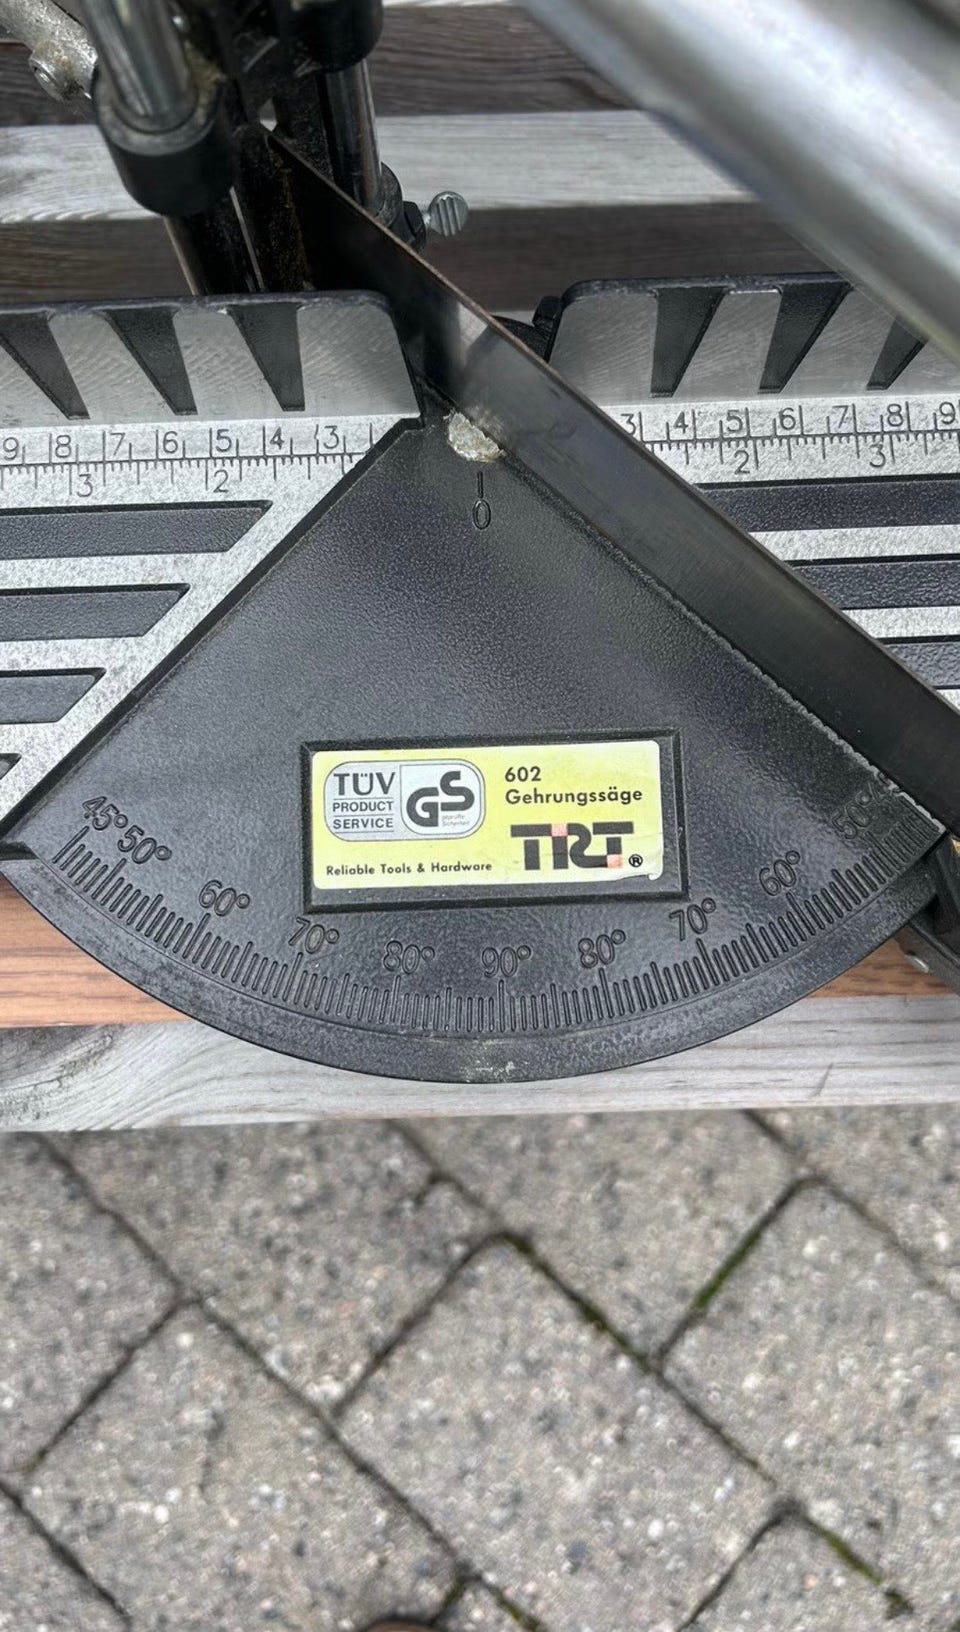 3 4 5 6 7 8 9
9 8 7 6 5 4 3
2 3
3 2
0
TÜV
PRODUCT
SERVICE
GS
geprüfte
Sicherheit
602
Gehrungssäge
TRT®
Reliable Tools & Hardware
45° 50° 60° 70° 80° 90° 80° 70° 60° 50°